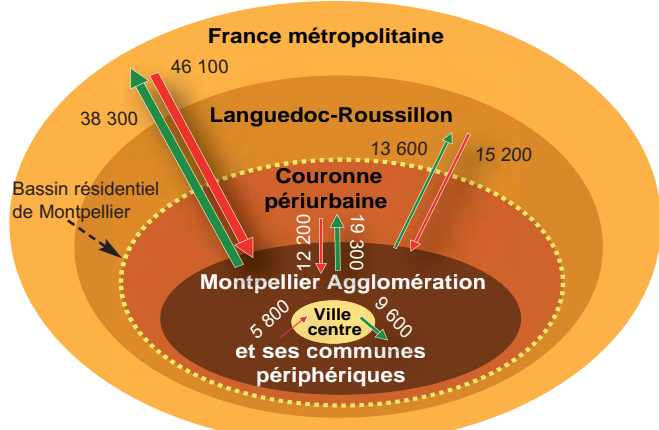 France métropolitaine
46 100
38 300
Languedoc-Roussillon
13 600
15 200
Couronne
périurbaine
Bassin résidentiel
de Montpellier
12 200
19 300
Montpellier Agglomération
5 800
Ville
centre
9 600
et ses communes
périphériques